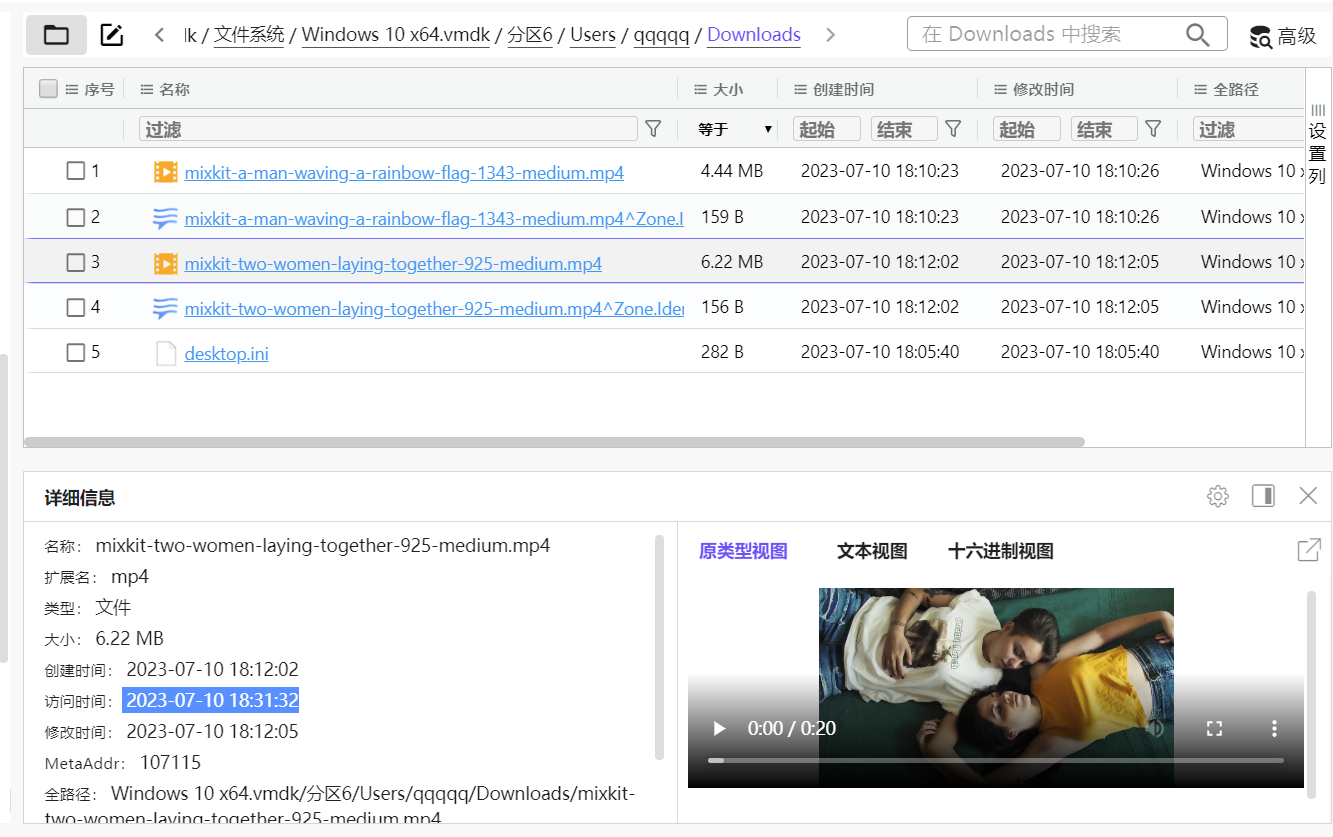 lk / 文件系统 / Windows 10 x64.vmdk / 分区6 / Users / qqqqq / Downloads
在 Downloads 中搜索
高级
序号 名称 大小 创建时间 修改时间 全路径
过滤 等于 起始 结束 起始 结束 过滤
设置列
1 mixkit-a-man-waving-a-rainbow-flag-1343-medium.mp4 4.44 MB 2023-07-10 18:10:23 2023-07-10 18:10:26 Windows 10 x
2 mixkit-a-man-waving-a-rainbow-flag-1343-medium.mp4^Zone.I 159 B 2023-07-10 18:10:23 2023-07-10 18:10:26 Windows 10 x
3 mixkit-two-women-laying-together-925-medium.mp4 6.22 MB 2023-07-10 18:12:02 2023-07-10 18:12:05 Windows 10 x
4 mixkit-two-women-laying-together-925-medium.mp4^Zone.Ider 156 B 2023-07-10 18:12:02 2023-07-10 18:12:05 Windows 10 x
5 desktop.ini 282 B 2023-07-10 18:05:40 2023-07-10 18:05:40 Windows 10 x
详细信息
名称： mixkit-two-women-laying-together-925-medium.mp4
扩展名： mp4
类型： 文件
大小： 6.22 MB
创建时间： 2023-07-10 18:12:02
访问时间： 2023-07-10 18:31:32
修改时间： 2023-07-10 18:12:05
MetaAddr： 107115
全路径： Windows 10 x64.vmdk/分区6/Users/qqqqq/Downloads/mixkit-
two-women-laying-together-925-medium.mp4
原类型视图 文本视图 十六进制视图
0:00 / 0:20